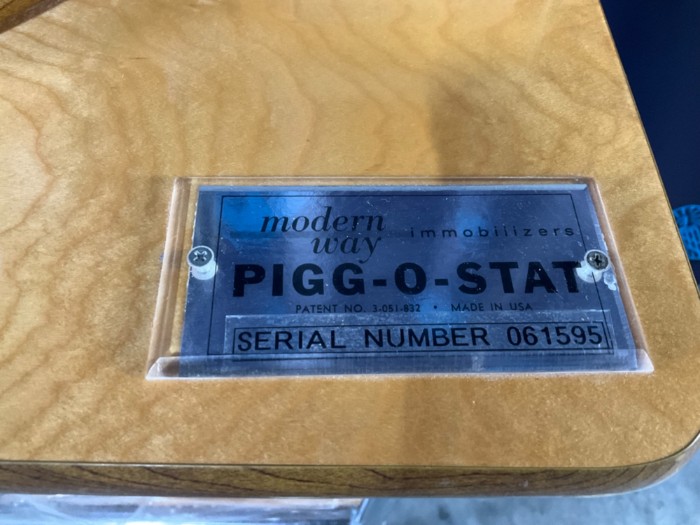 modern
way immobilizers
PIGG-O-STAT
PATENT NO. 3-051-832 • MADE IN USA
SERIAL NUMBER 061595